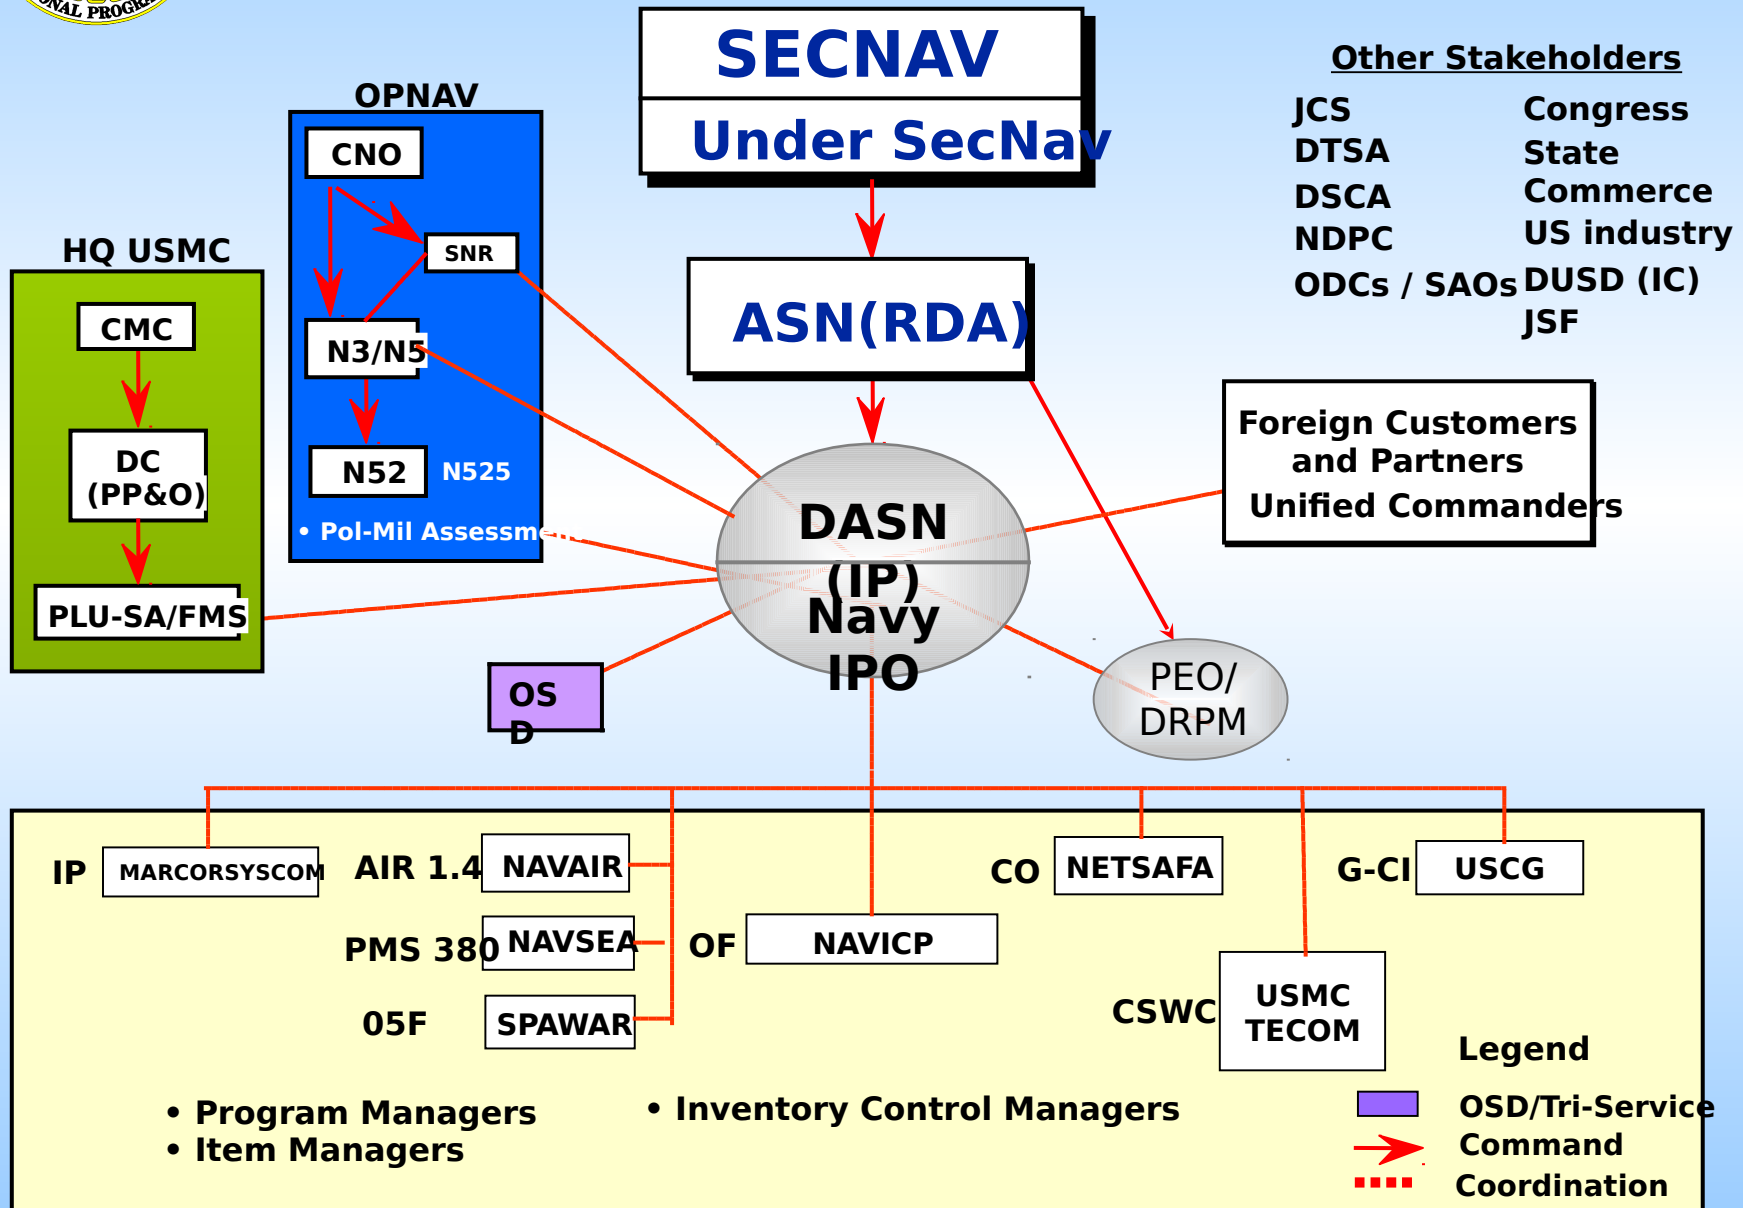 ONAL PROGRA
SECNAV
Under SecNav
Other Stakeholders
JCS
DTSA
DSCA
NDPC
ODCs / SAOs
Congress
State
Commerce
US industry
DUSD (IC)
JSF
OPNAV
CNO
SNR
N3/N5
N52
N525
• Pol-Mil Assessment
HQ USMC
CMC
DC
(PP&O)
PLU-SA/FMS
ASN(RDA)
Foreign Customers
and Partners
Unified Commanders
DASN
(IP)
Navy
IPO
OS
D
PEO/
DRPM
IP
MARCORSYSCOM
AIR 1.4
NAVAIR
PMS 380
NAVSEA
05F
SPAWAR
OF
NAVICP
CO
NETSAFA
G-CI
USCG
CSWC
USMC
TECOM
• Program Managers
• Item Managers
• Inventory Control Managers
Legend
OSD/Tri-Service
Command
Coordination